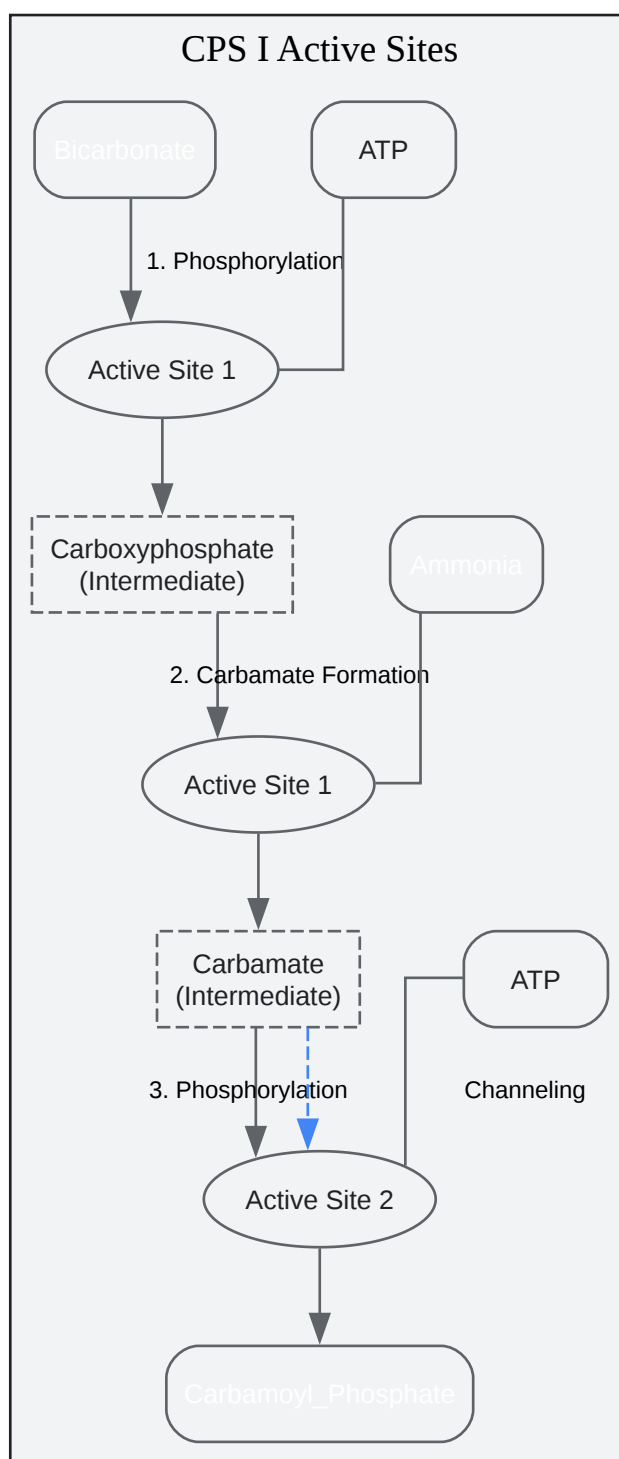 CPS I Active Sites
Bicarbonate
ATP
1. Phosphorylation
Active Site 1
Carboxyphosphate
(Intermediate)
Ammonia
2. Carbamate Formation
Active Site 1
Carbamate
(Intermediate)
ATP
3. Phosphorylation
Channeling
Active Site 2
Carbamoyl_Phosphate